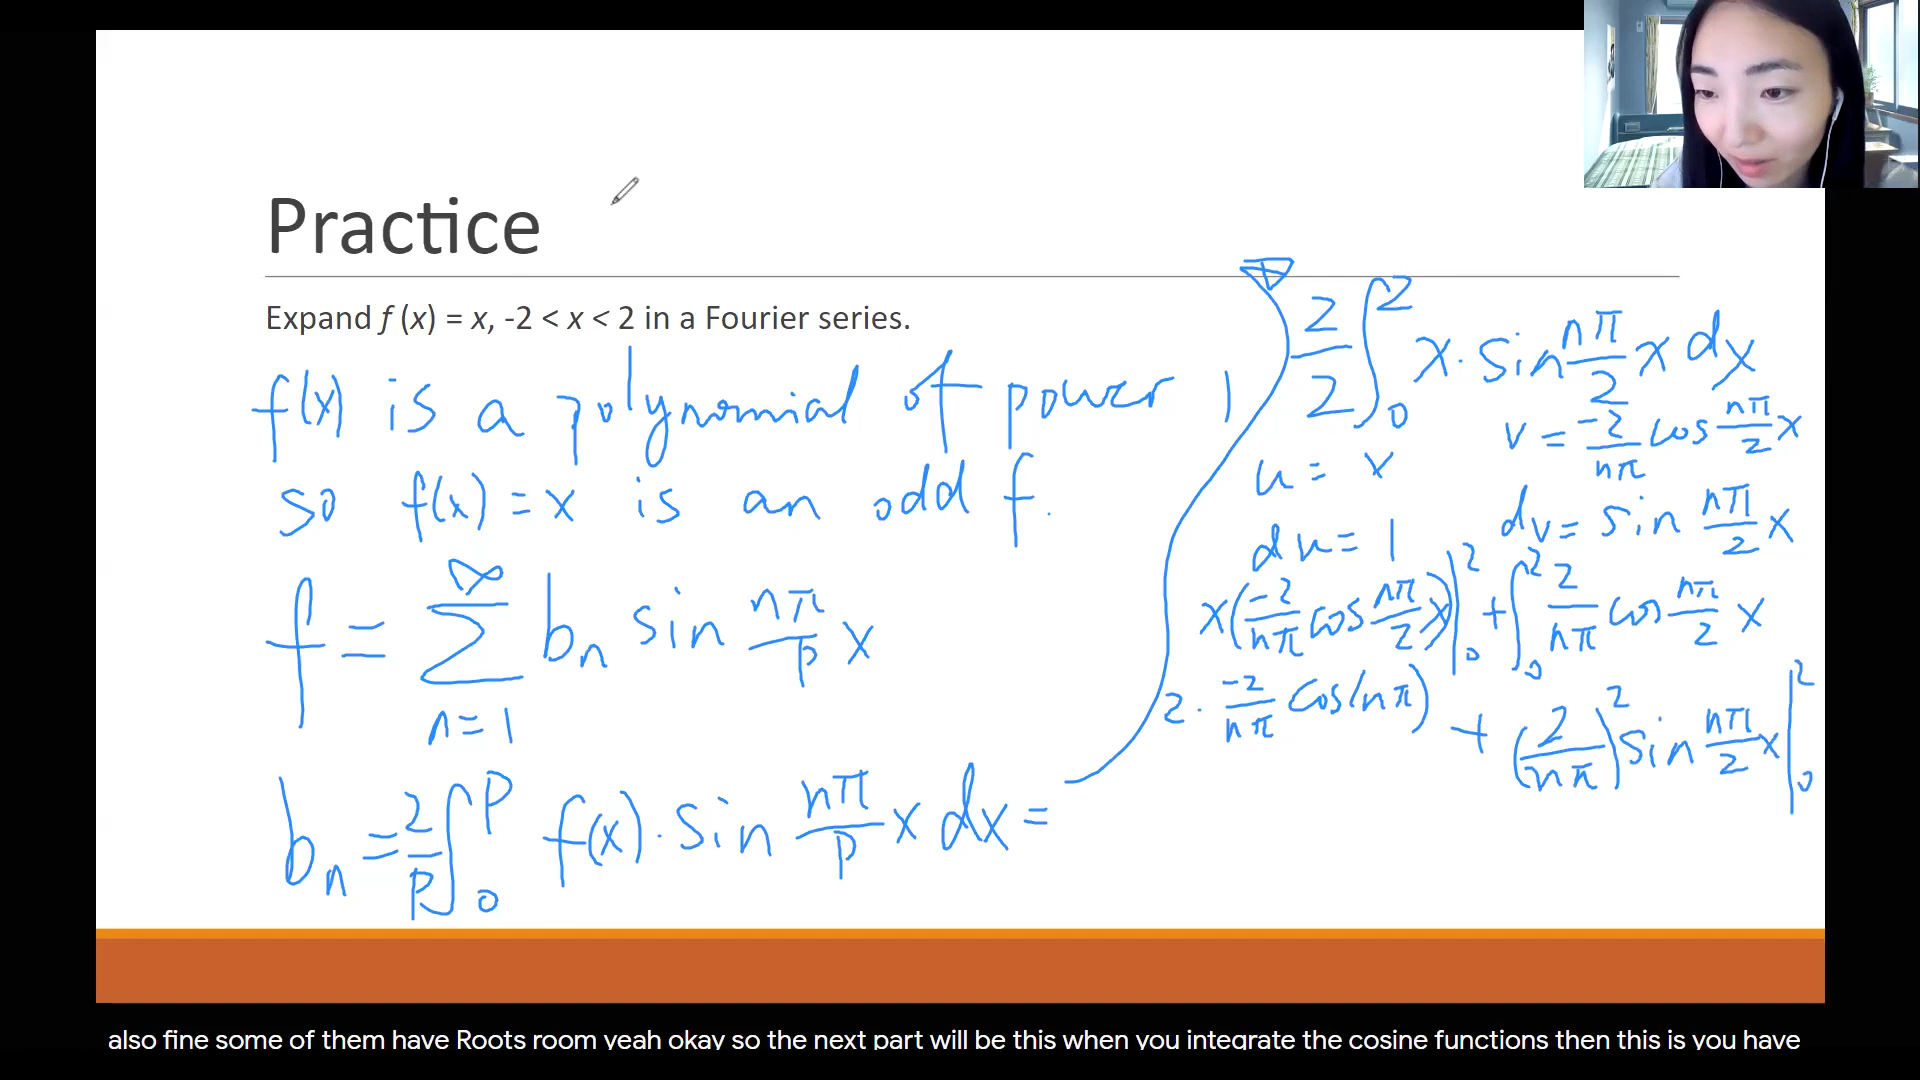 Practice
Expand f (x) = x, -2 < x < 2 in a Fourier series.
f(x) is a polynomial of power 1
so f(x) = x is an odd f.
f = ∑_{n=1}^{∞} b_n sin nπ/p x
b_n = 2/p ∫_0^p f(x) · sin nπ/p x dx =
2/2 ∫_0^2 x · sin nπ/2 x dx
u = x v = -2/nπ cos nπ/2 x
du = 1 dv = sin nπ/2 x
x(-2/nπ cos nπ/2 x)|_0^2 + ∫_0^2 2/nπ cos nπ/2 x
2 · -2/nπ cos(nπ) + (2/nπ)^2 sin nπ/2 x|_0^2
also fine some of them have Roots room yeah okay so the next part will be this when you integrate the cosine functions then this is you have